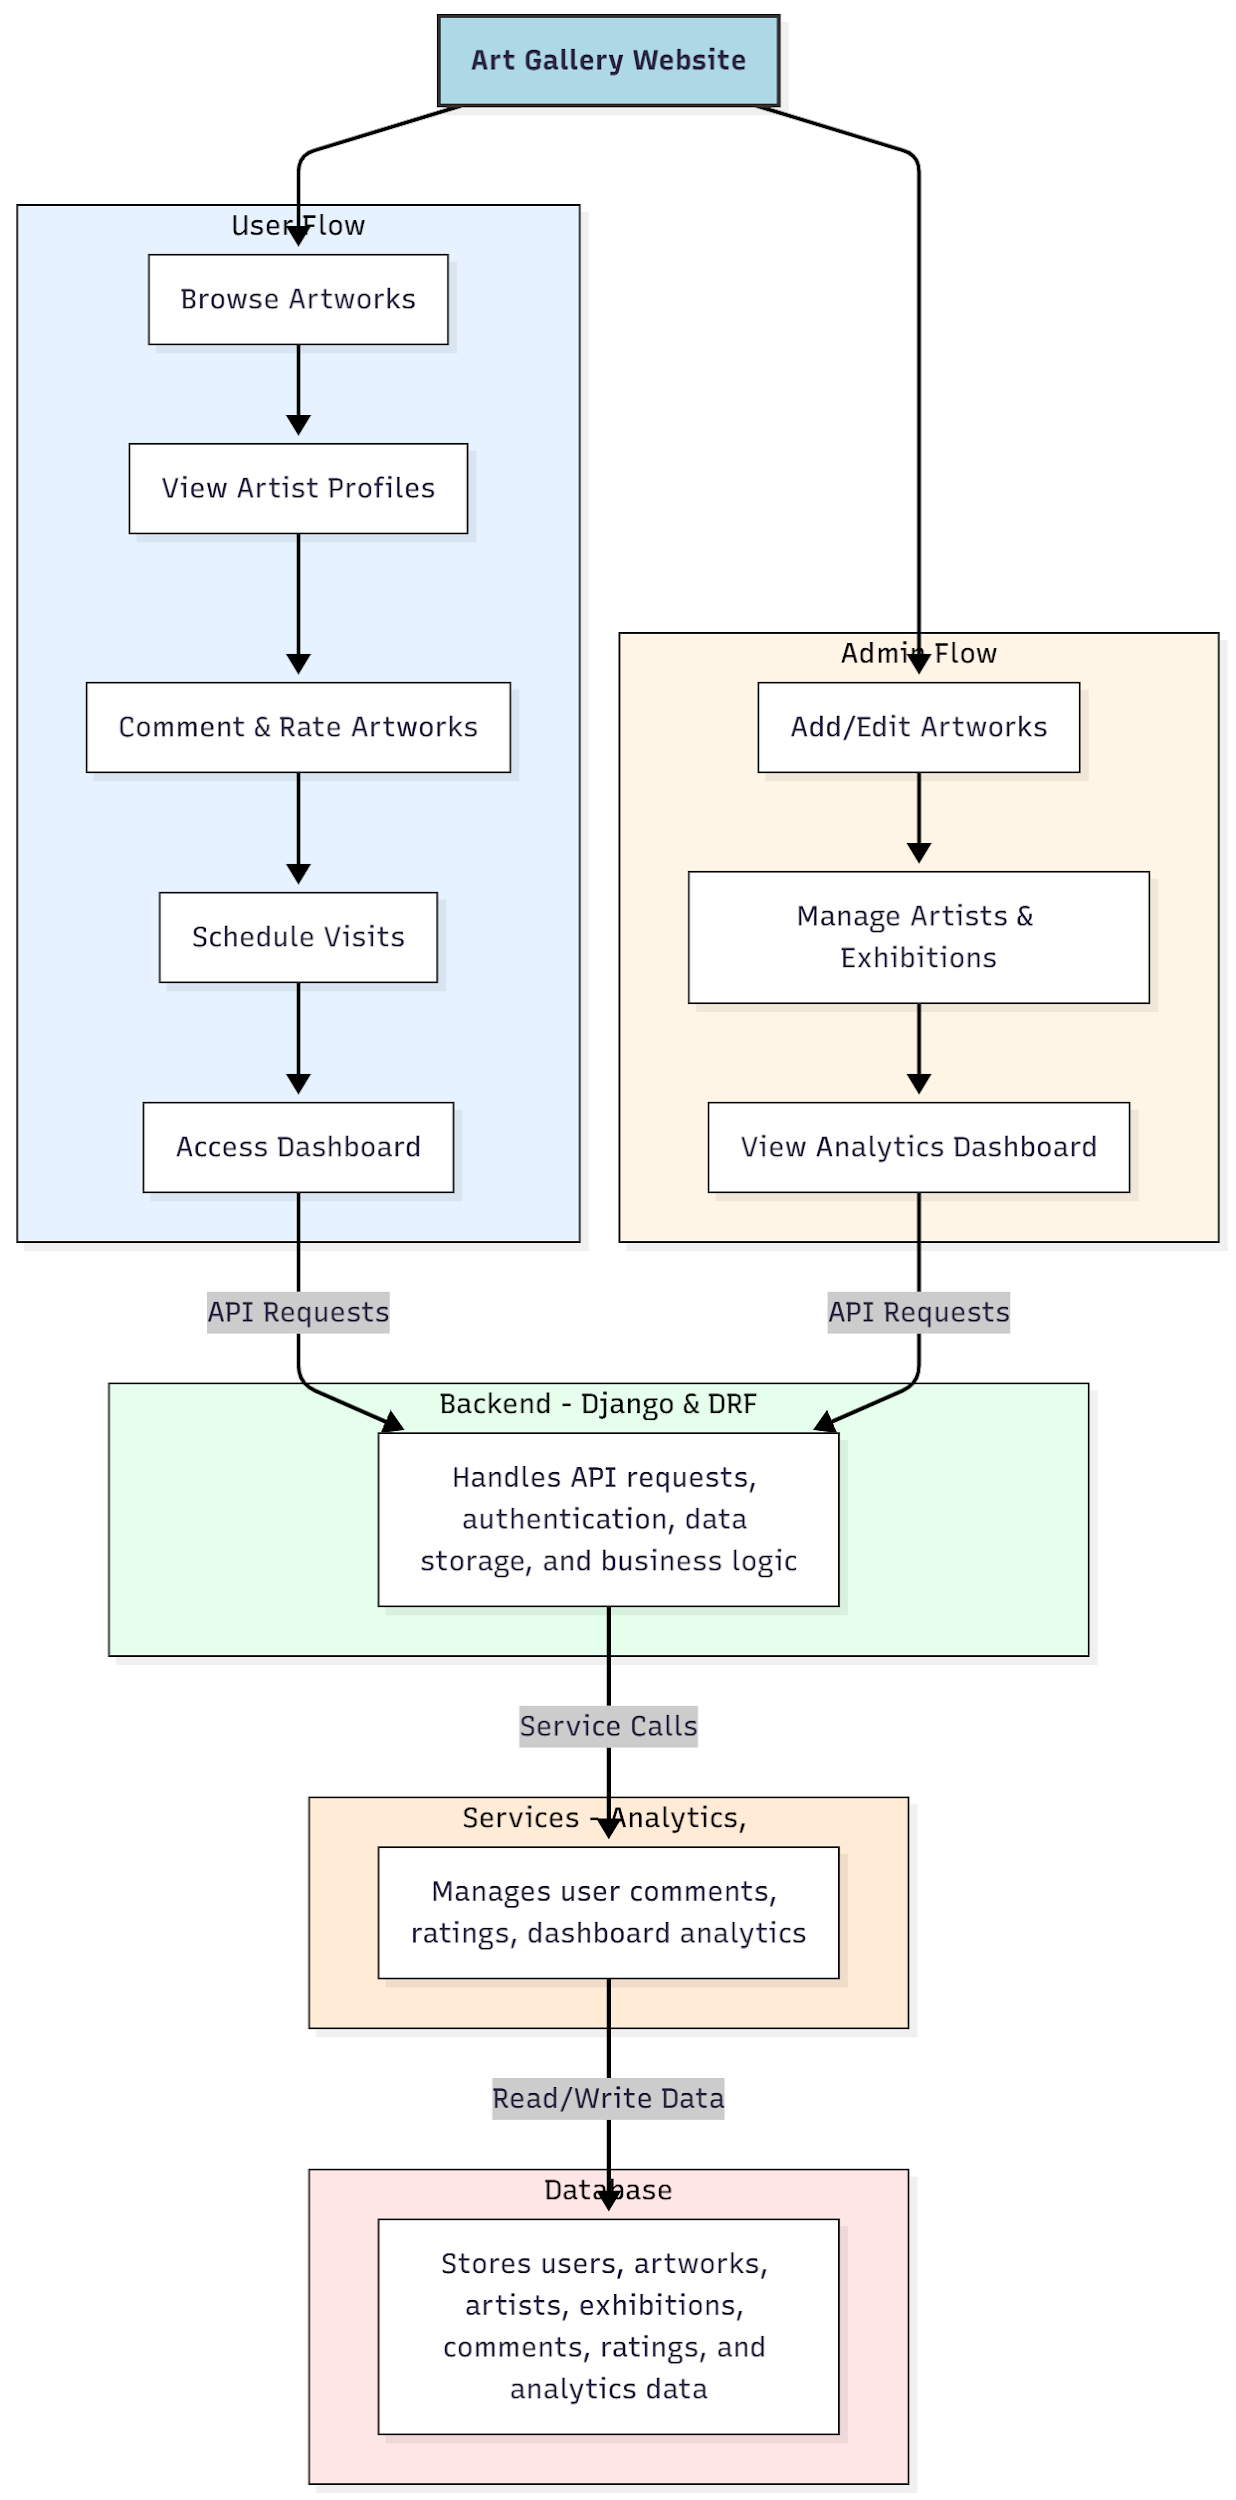 Art Gallery Website
User Flow
Browse Artworks
View Artist Profiles
Comment & Rate Artworks
Schedule Visits
Access Dashboard
Admin Flow
Add/Edit Artworks
Manage Artists &
Exhibitions
View Analytics Dashboard
API Requests
API Requests
Backend - Django & DRF
Handles API requests,
authentication, data
storage, and business logic
Service Calls
Services - Analytics,
Manages user comments,
ratings, dashboard analytics
Read/Write Data
Database
Stores users, artworks,
artists, exhibitions,
comments, ratings, and
analytics data